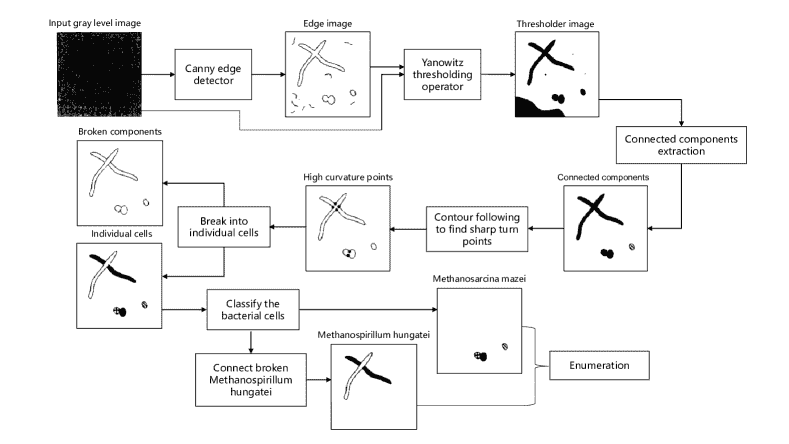 Input gray level image
Edge image
Thresholder image
Canny edge
detector
Yanowitz
thresholding
operator
Connected components
extraction
Broken components
High curvature points
Connected components
Break into
individual cells
Contour following
to find sharp turn
points
Individual cells
Classify the
bacterial cells
Methanosarcina mazei
Methanospirillum hungatei
Connect broken
Methanospirillum
hungatei
Enumeration